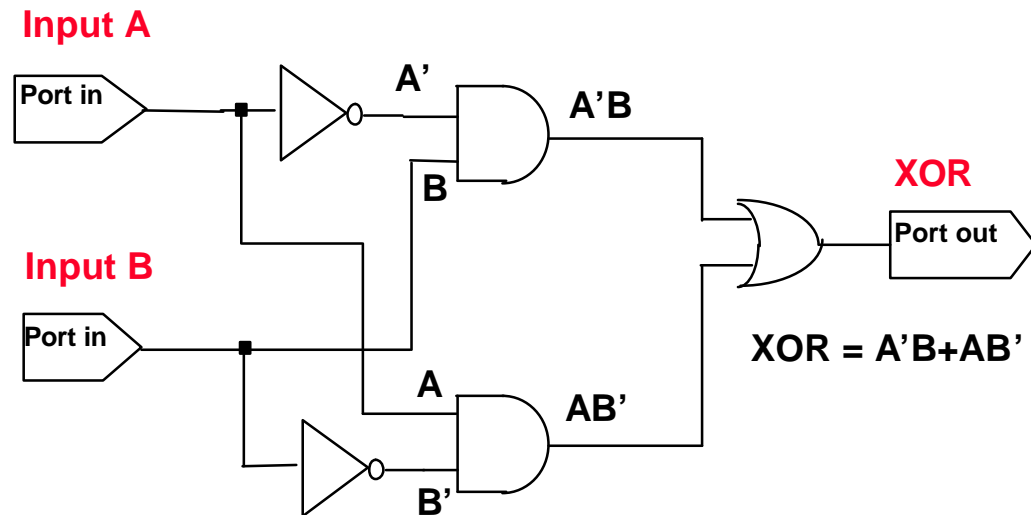 Input A
Port in
A’
A’B
B
XOR
Port out
Input B
Port in
XOR = A’B+AB’
A
AB’
B’